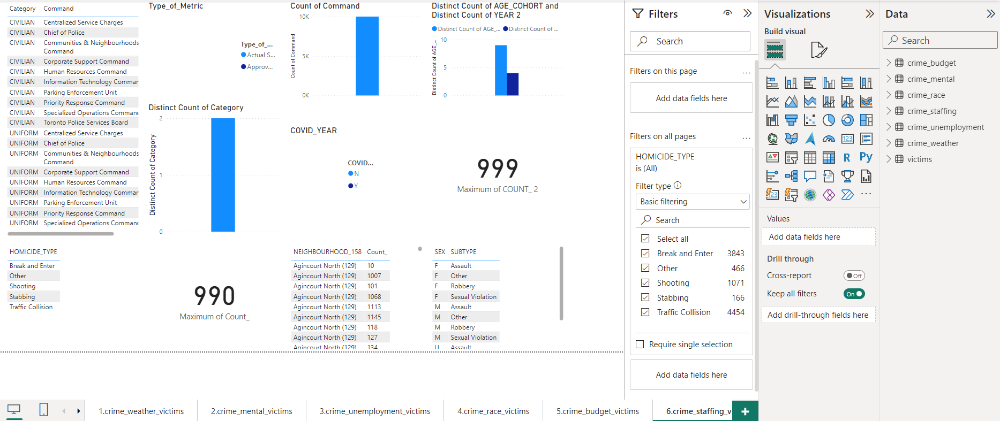 Category Command
CIVILIAN Centralized Service Charges
CIVILIAN Chief of Police
CIVILIAN Communities & Neighbourhoods
Command
CIVILIAN Corporate Support Command
CIVILIAN Human Resources Command
CIVILIAN Information Technology Commar
CIVILIAN Parking Enforcement Unit
CIVILIAN Priority Response Command
CIVILIAN Specialized Operations Command
CIVILIAN Toronto Police Services Board
UNIFORM Centralized Service Charges
UNIFORM Chief of Police
UNIFORM Communities & Neighbourhoods
Command
UNIFORM Corporate Support Command
UNIFORM Human Resources Command
UNIFORM Information Technology Commar
UNIFORM Parking Enforcement Unit
UNIFORM Priority Response Command
UNIFORM Specialized Operations Command
Type_of_Metric
Type_of_...
Actual S...
Approv...
Count of Command
Count of Command
10K
5K
0K
Distinct Count of AGE_COHORT and
Distinct Count of YEAR 2
Distinct Count of AGE_... Distinct Count of ...
Distinct Count of AGE_...
10
5
0
Distinct Count of Category
Distinct Count of Category
2
1
0
COVID_YEAR
COVID...
N
Y
999
Maximum of COUNT_ 2
HOMICIDE_TYPE
Break and Enter
Other
Shooting
Stabbing
Traffic Collision
990
Maximum of Count_
NEIGHBOURHOOD_158 Count_
Agincourt North (129) 10
Agincourt North (129) 1007
Agincourt North (129) 101
Agincourt North (129) 1068
Agincourt North (129) 1113
Agincourt North (129) 1145
Agincourt North (129) 118
Agincourt North (129) 127
Agincourt North (129) 134
SEX SUBTYPE
F Assault
F Other
F Robbery
F Sexual Violation
M Assault
M Other
M Robbery
M Sexual Violation
U Assault
Filters
Search
Filters on this page ...
Add data fields here
Filters on all pages ...
HOMICIDE_TYPE
is (All)
Filter type
Basic filtering
Search
Select all
Break and Enter 3843
Other 466
Shooting 1071
Stabbing 166
Traffic Collision 4454
Require single selection
Add data fields here
Visualizations
Build visual
123
R Py
123
...
Values
Add data fields here
Drill through
Cross-report Off
Keep all filters On
Add drill-through fields here
Data
Search
crime_budget
crime_mental
crime_race
crime_staffing
crime_unemployment
crime_weather
victims
1.crime_weather_victims
2.crime_mental_victims
3.crime_unemployment_victims
4.crime_race_victims
5.crime_budget_victims
6.crime_staffing_v
+